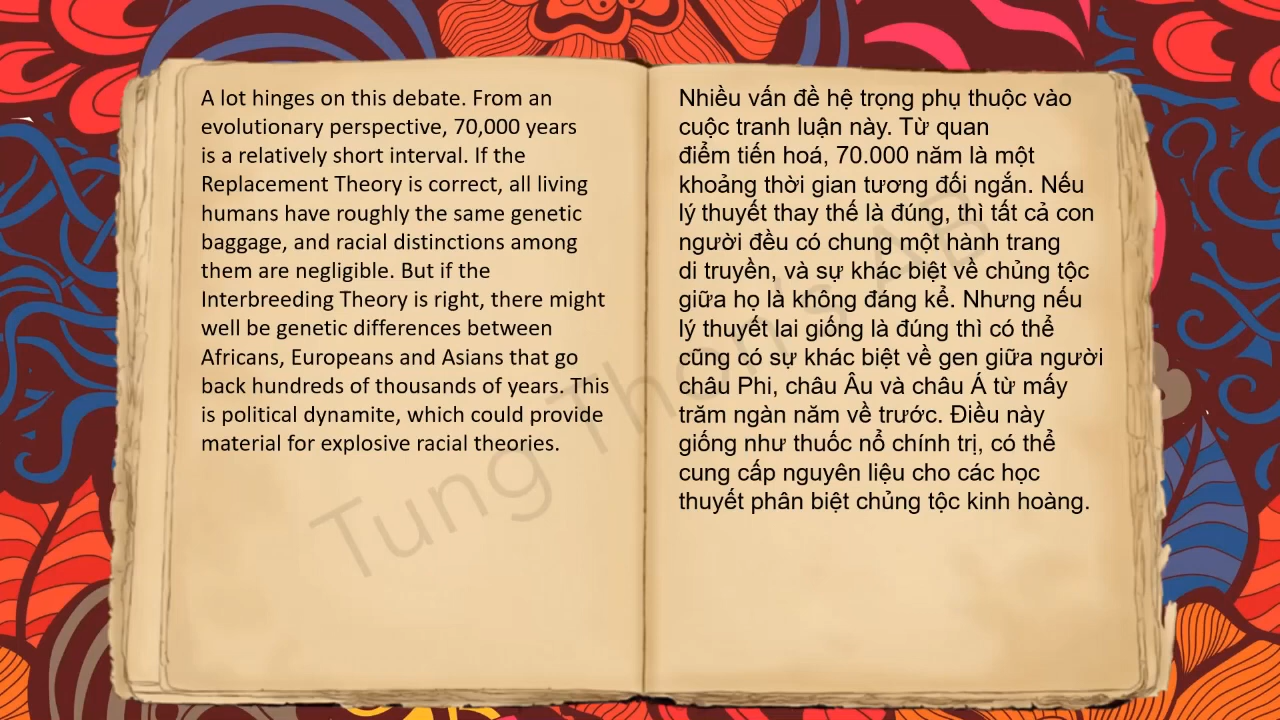 A lot hinges on this debate. From an
evolutionary perspective, 70,000 years
is a relatively short interval. If the
Replacement Theory is correct, all living
humans have roughly the same genetic
baggage, and racial distinctions among
them are negligible. But if the
Interbreeding Theory is right, there might
well be genetic differences between
Africans, Europeans and Asians that go
back hundreds of thousands of years. This
is political dynamite, which could provide
material for explosive racial theories.
Nhiều vấn đề hệ trọng phụ thuộc vào
cuộc tranh luận này. Từ quan
điểm tiến hoá, 70.000 năm là một
khoảng thời gian tương đối ngắn. Nếu
lý thuyết thay thế là đúng, thì tất cả con
người đều có chung một hành trang
di truyền, và sự khác biệt về chủng tộc
giữa họ là không đáng kể. Nhưng nếu
lý thuyết lai giống là đúng thì có thể
cũng có sự khác biệt về gen giữa người
châu Phi, châu Âu và châu Á từ mấy
trăm ngàn năm về trước. Điều này
giống như thuốc nổ chính trị, có thể
cung cấp nguyên liệu cho các học
thuyết phân biệt chủng tộc kinh hoàng.
Tung Thon's AB